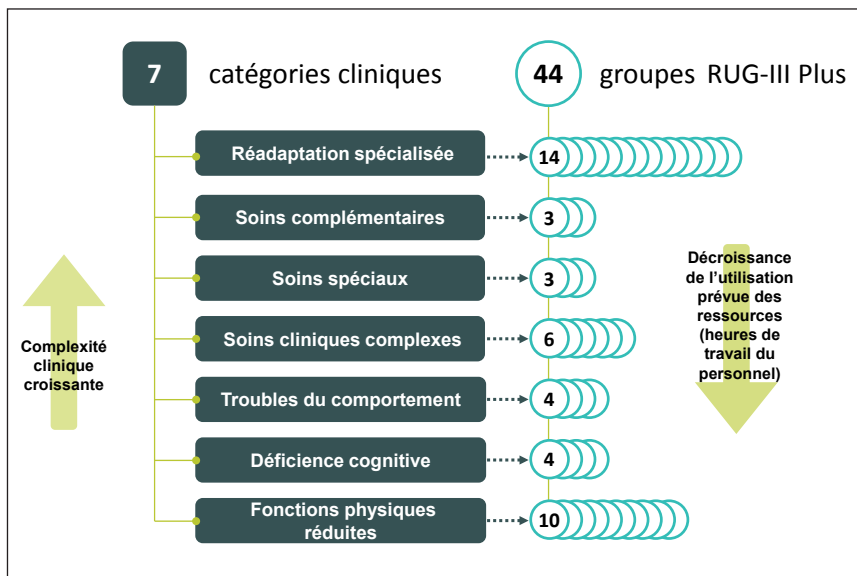 7 catégories cliniques 44 groupes RUG-III Plus
Réadaptation spécialisée 14
Soins complémentaires 3
Soins spéciaux 3
Soins cliniques complexes 6
Troubles du comportement 4
Déficience cognitive 4
Fonctions physiques
réduites 10
Complexité
clinique
croissante
Décroissance
de l’utilisation
prévue des
ressources
(heures de
travail du
personnel)